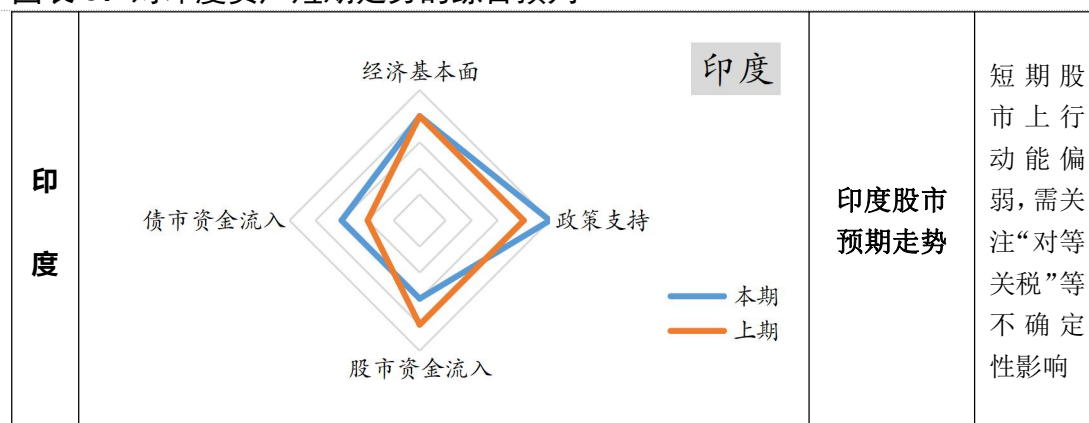 印度
经济基本面
印
度
债市资金流入
政策支持
股市资金流入
本期
上期
印度股市
预期走势
短期股
市上行
动能偏
弱，需关
注“对等
关税”等
不确定
性影响